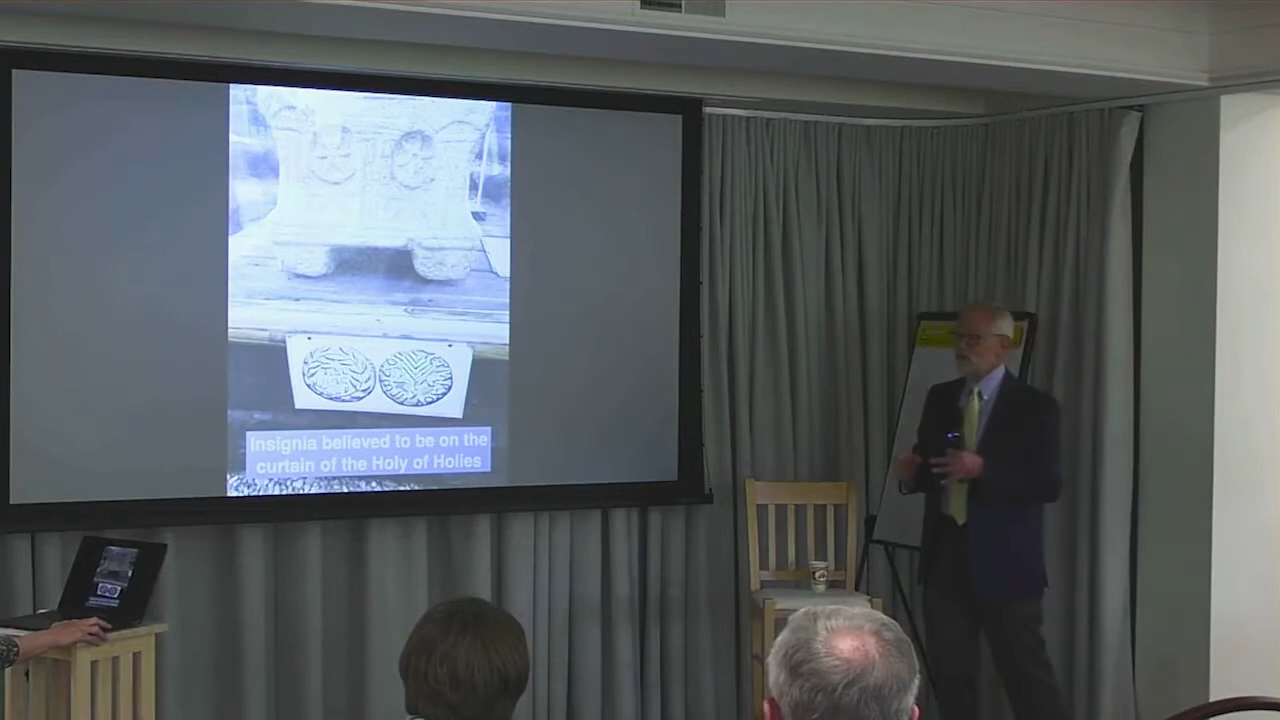 Insignia believed to be on the
curtain of the Holy of Holies